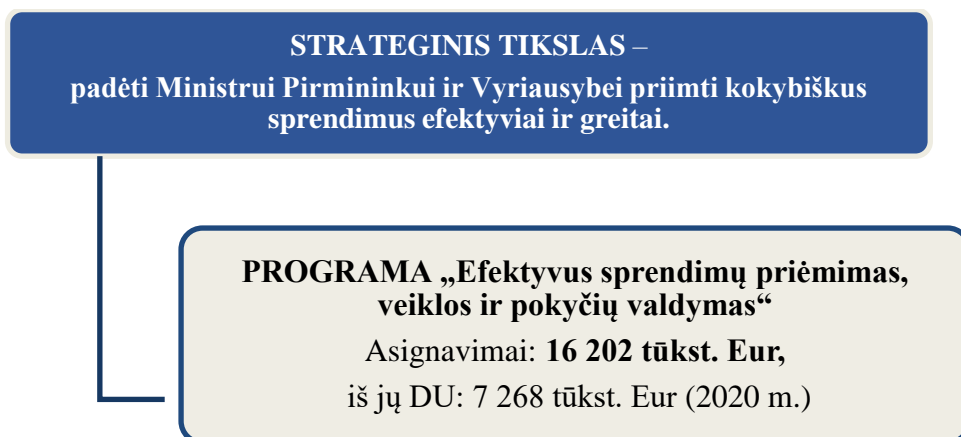 STRATEGINIS TIKSLAS –
padėti Ministrui Pirmininkui ir Vyriausybei priimti kokybiškus
sprendimus efektyviai ir greitai.
PROGRAMA „Efektyvus sprendimų priėmimas,
veiklos ir pokyčių valdymas“
Asignavimai: 16 202 tūkst. Eur,
iš jų DU: 7 268 tūkst. Eur (2020 m.)